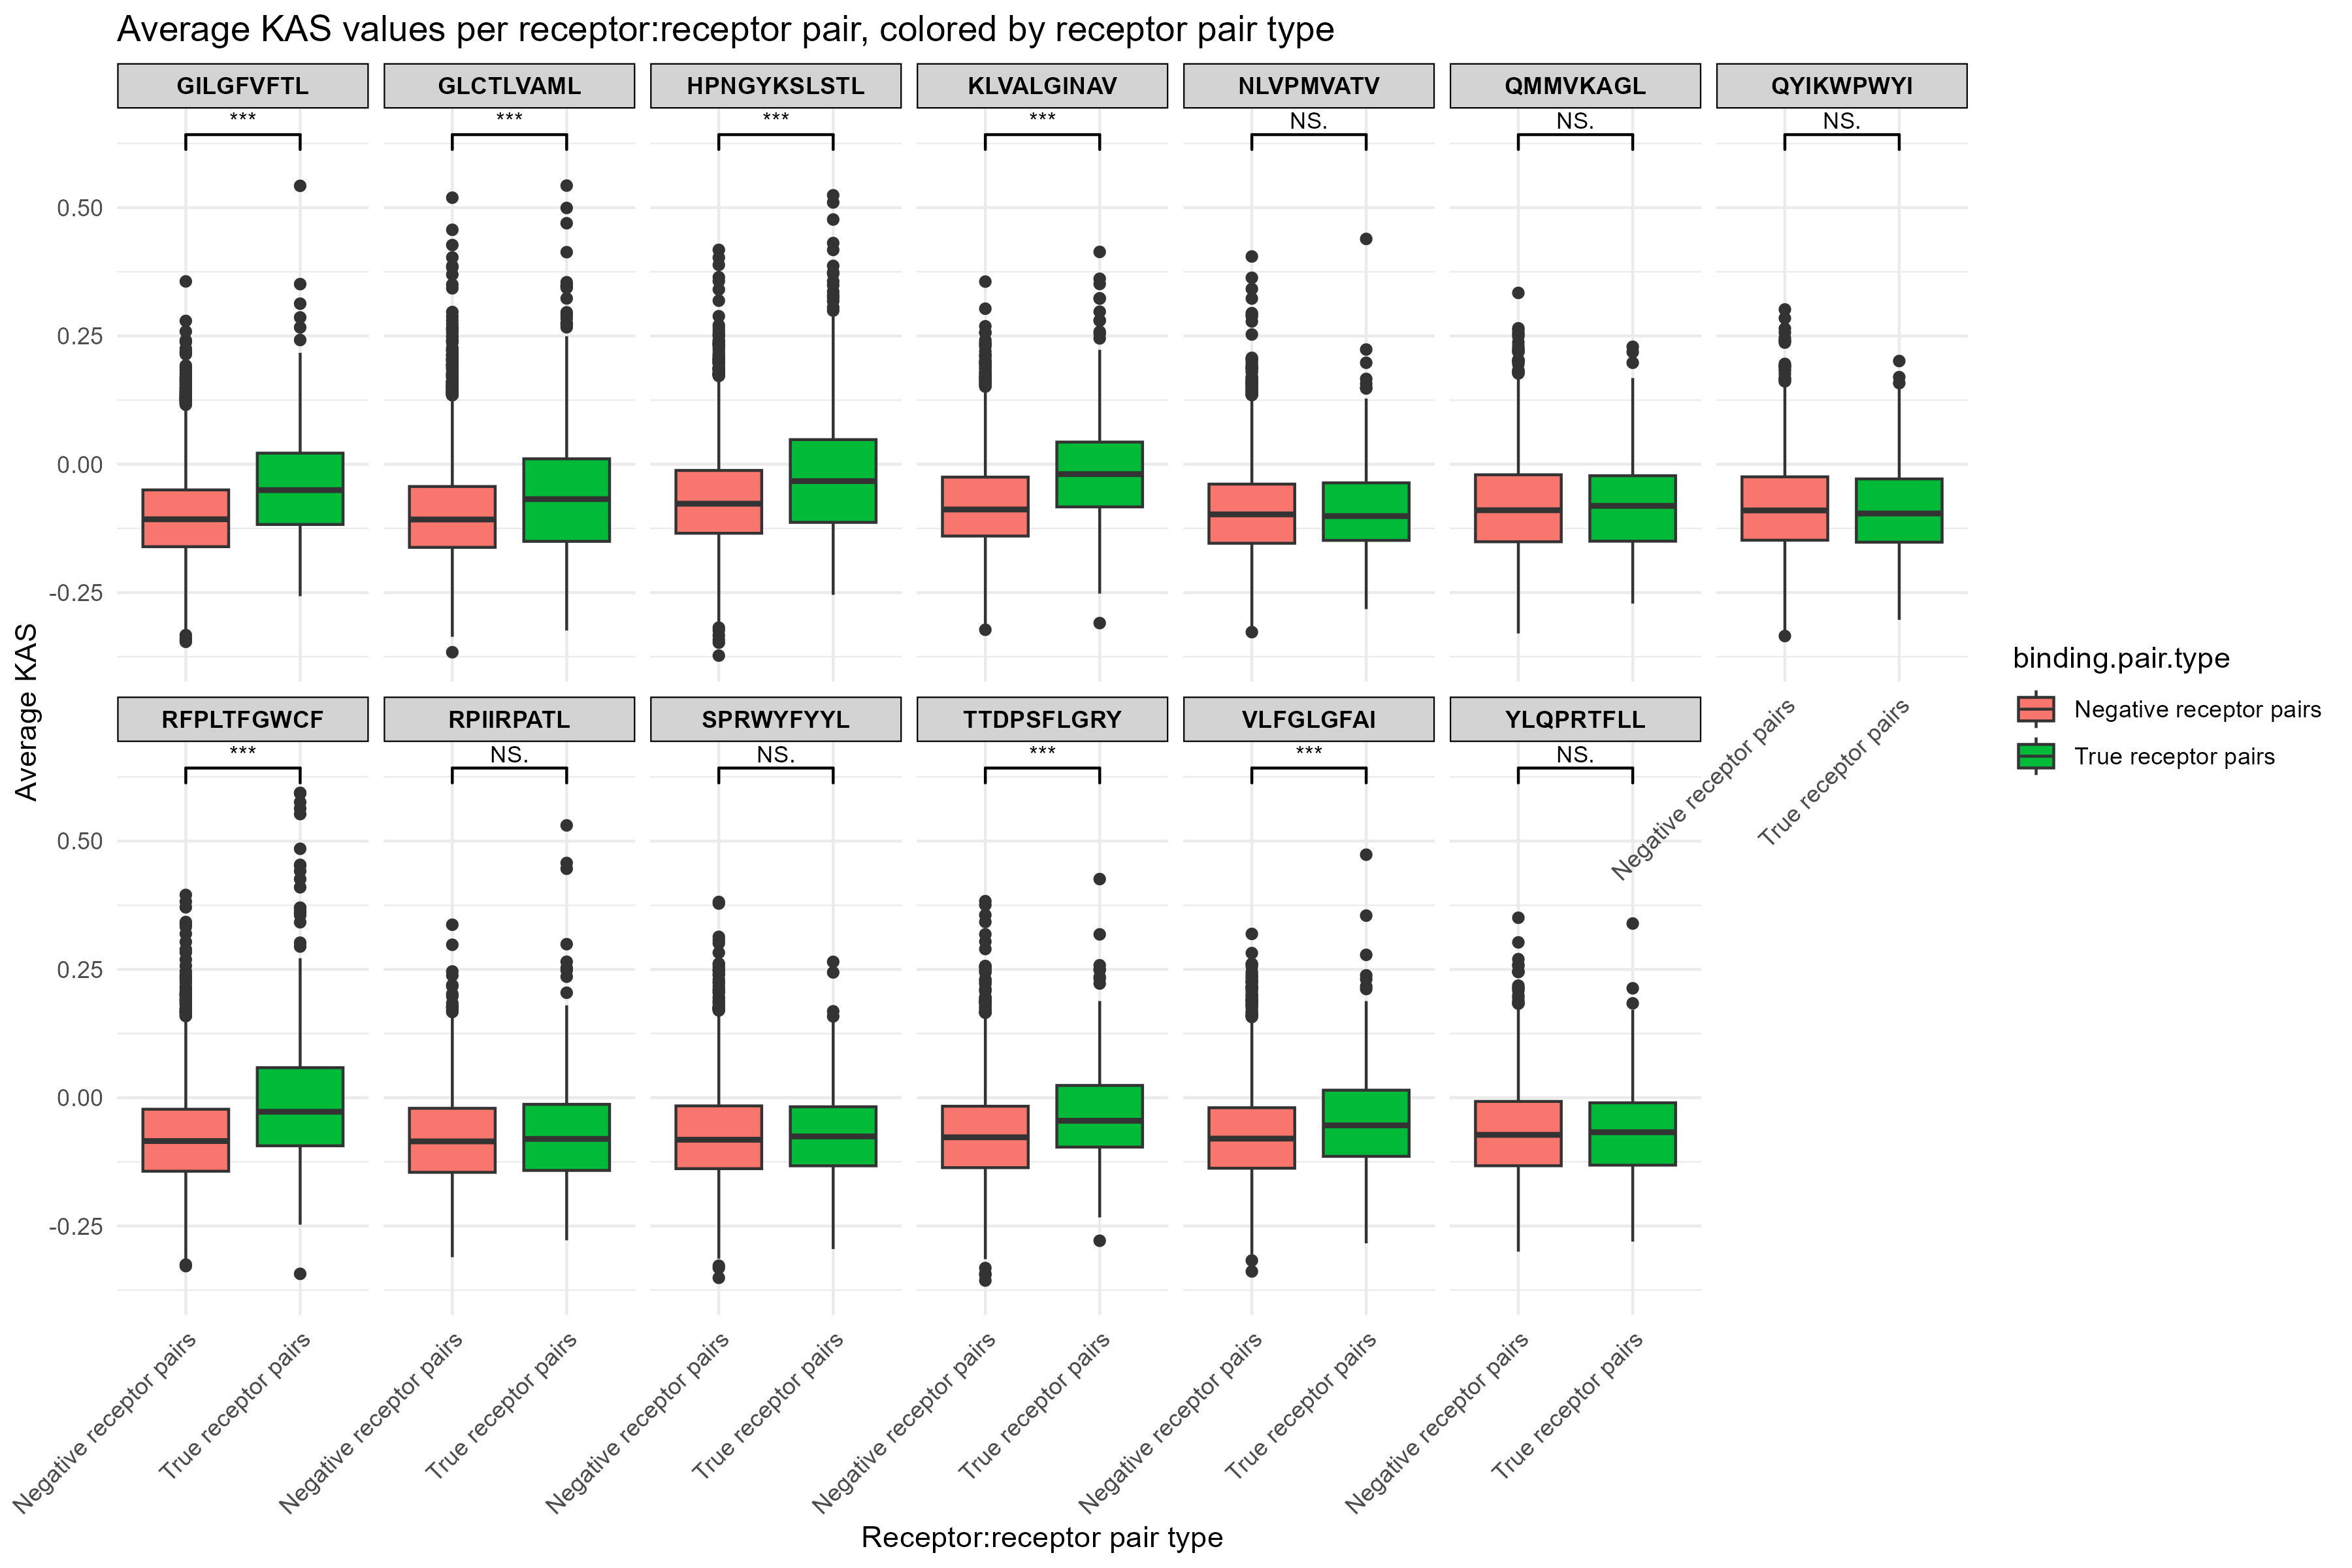 Average KAS values per receptor:receptor pair, colored by receptor pair type
GILGFVFTL GLCTLVAML HPNGYKSLSTL KLVALGINAV NLVPMVATV QMMVKAGL QYIKWPWYI
*** *** *** *** NS. NS. NS.
0.50
0.25
0.00
-0.25
Average KAS
binding.pair.type
Negative receptor pairs
True receptor pairs
Negative receptor pairs
True receptor pairs
RFPLTFGWCF RPIIRPATL SPRWYFYYL TTDPSFLGRY VLFGLGFAI YLQPRTFLL
*** NS. NS. *** *** NS.
0.50
0.25
0.00
-0.25
Negative receptor pairs
True receptor pairs
Negative receptor pairs
True receptor pairs
Negative receptor pairs
True receptor pairs
Negative receptor pairs
True receptor pairs
Negative receptor pairs
True receptor pairs
Negative receptor pairs
True receptor pairs
Receptor:receptor pair type